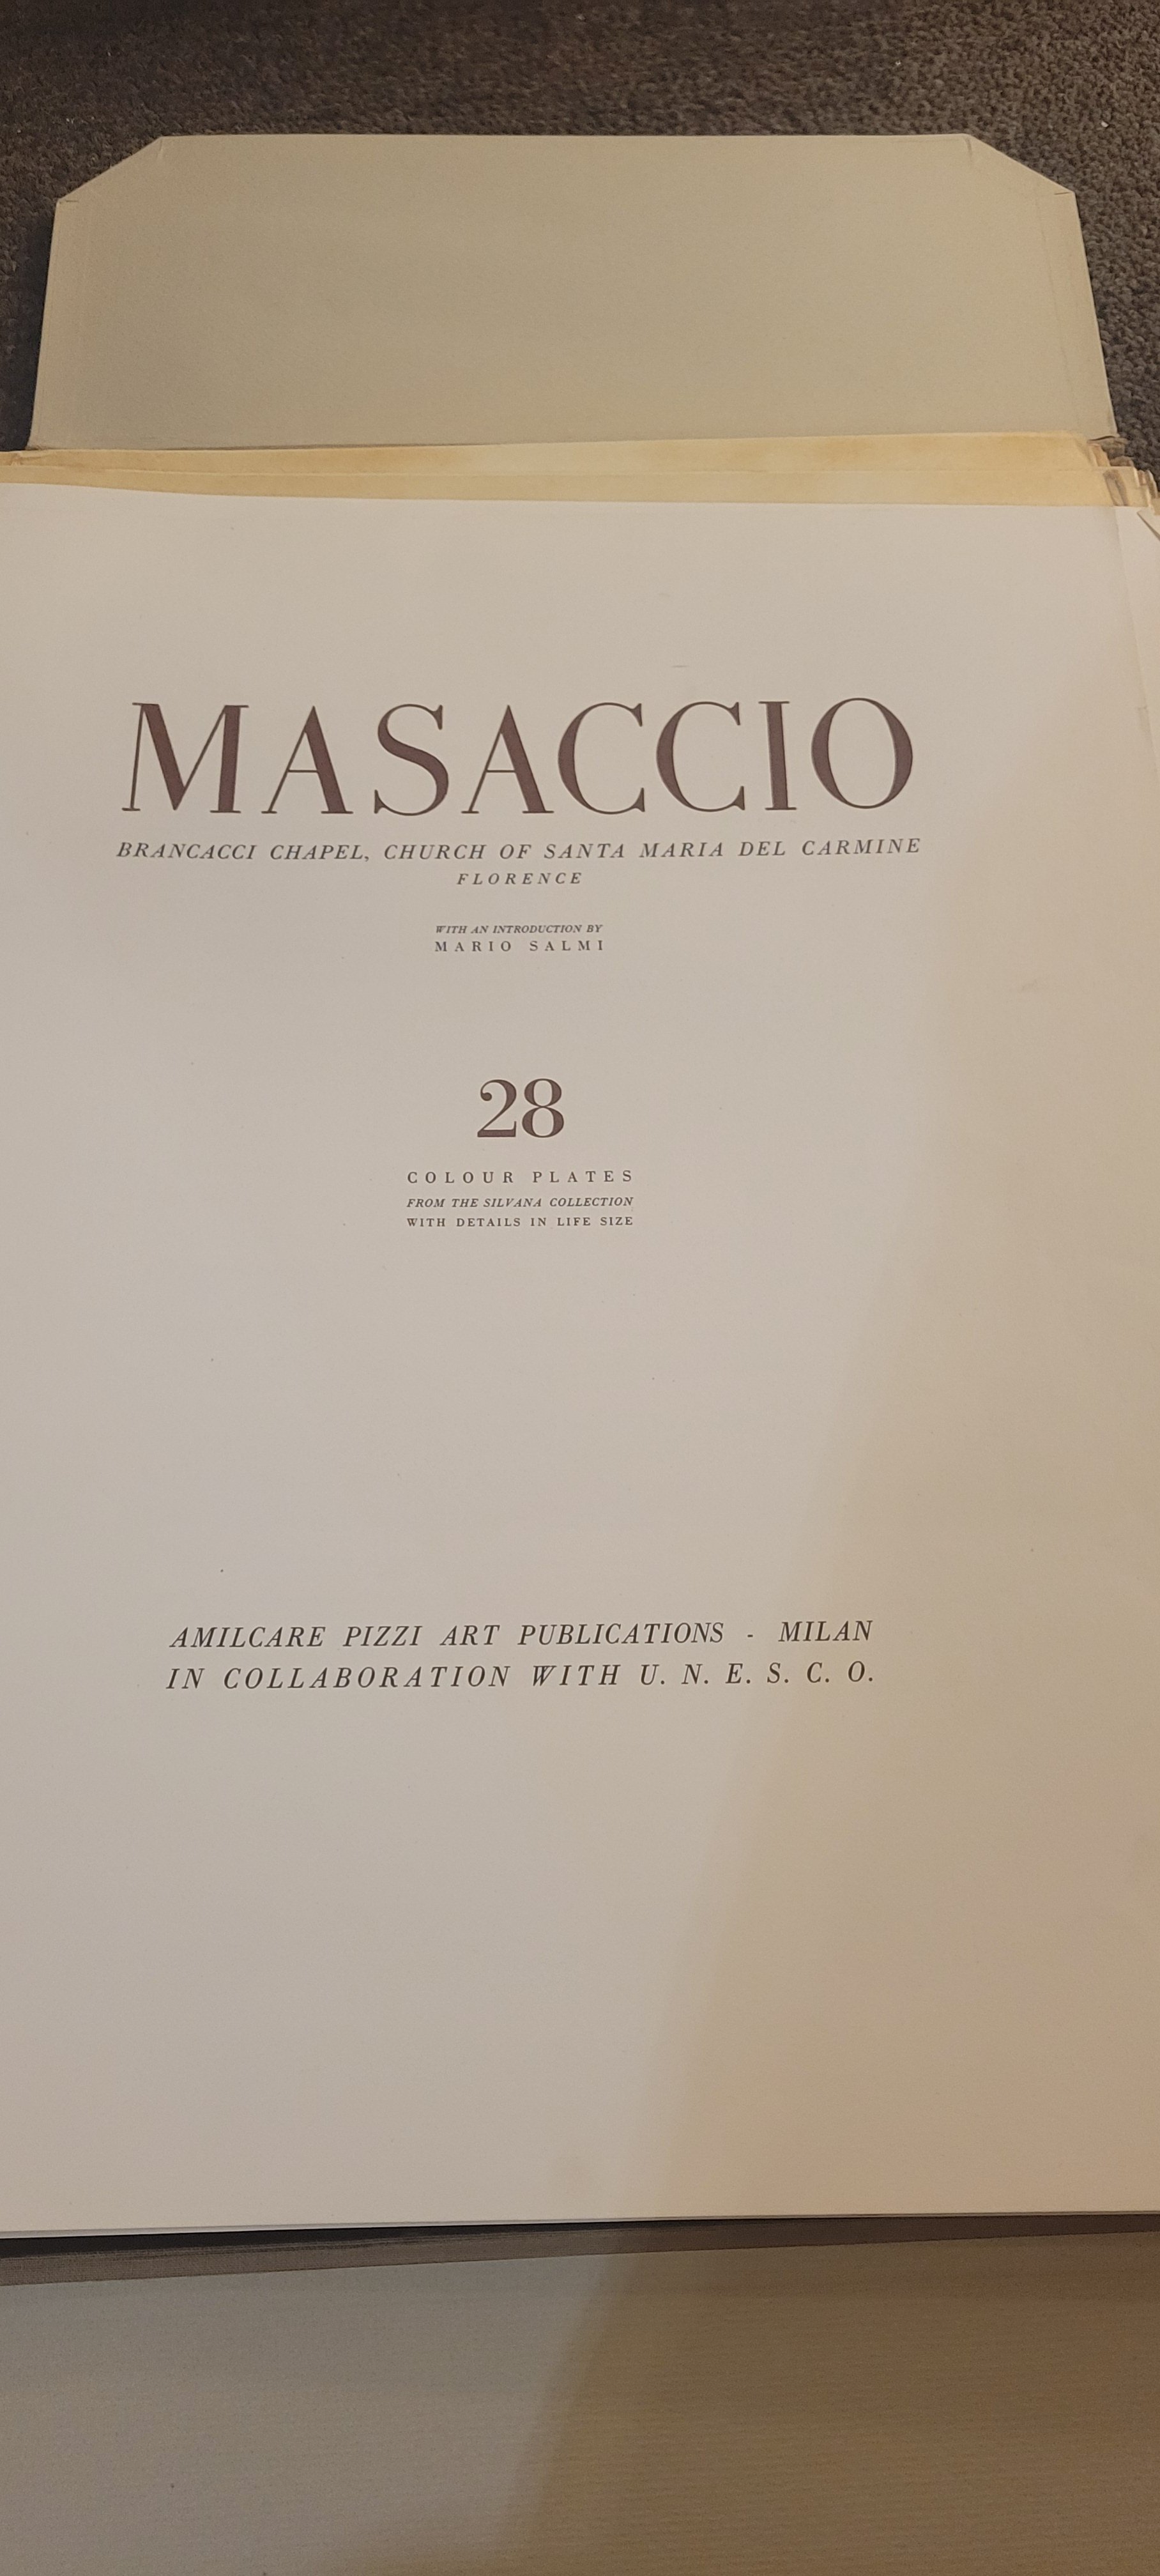 MASACCIO
BRANCACCI CHAPEL, CHURCH OF SANTA MARIA DEL CARMINE
FLORENCE
WITH AN INTRODUCTION BY
MARIO SALMI
28
COLOUR PLATES
FROM THE SILVANA COLLECTION
WITH DETAILS IN LIFE SIZE
AMILCARE PIZZI ART PUBLICATIONS - MILAN
IN COLLABORATION WITH U. N. E. S. C. O.